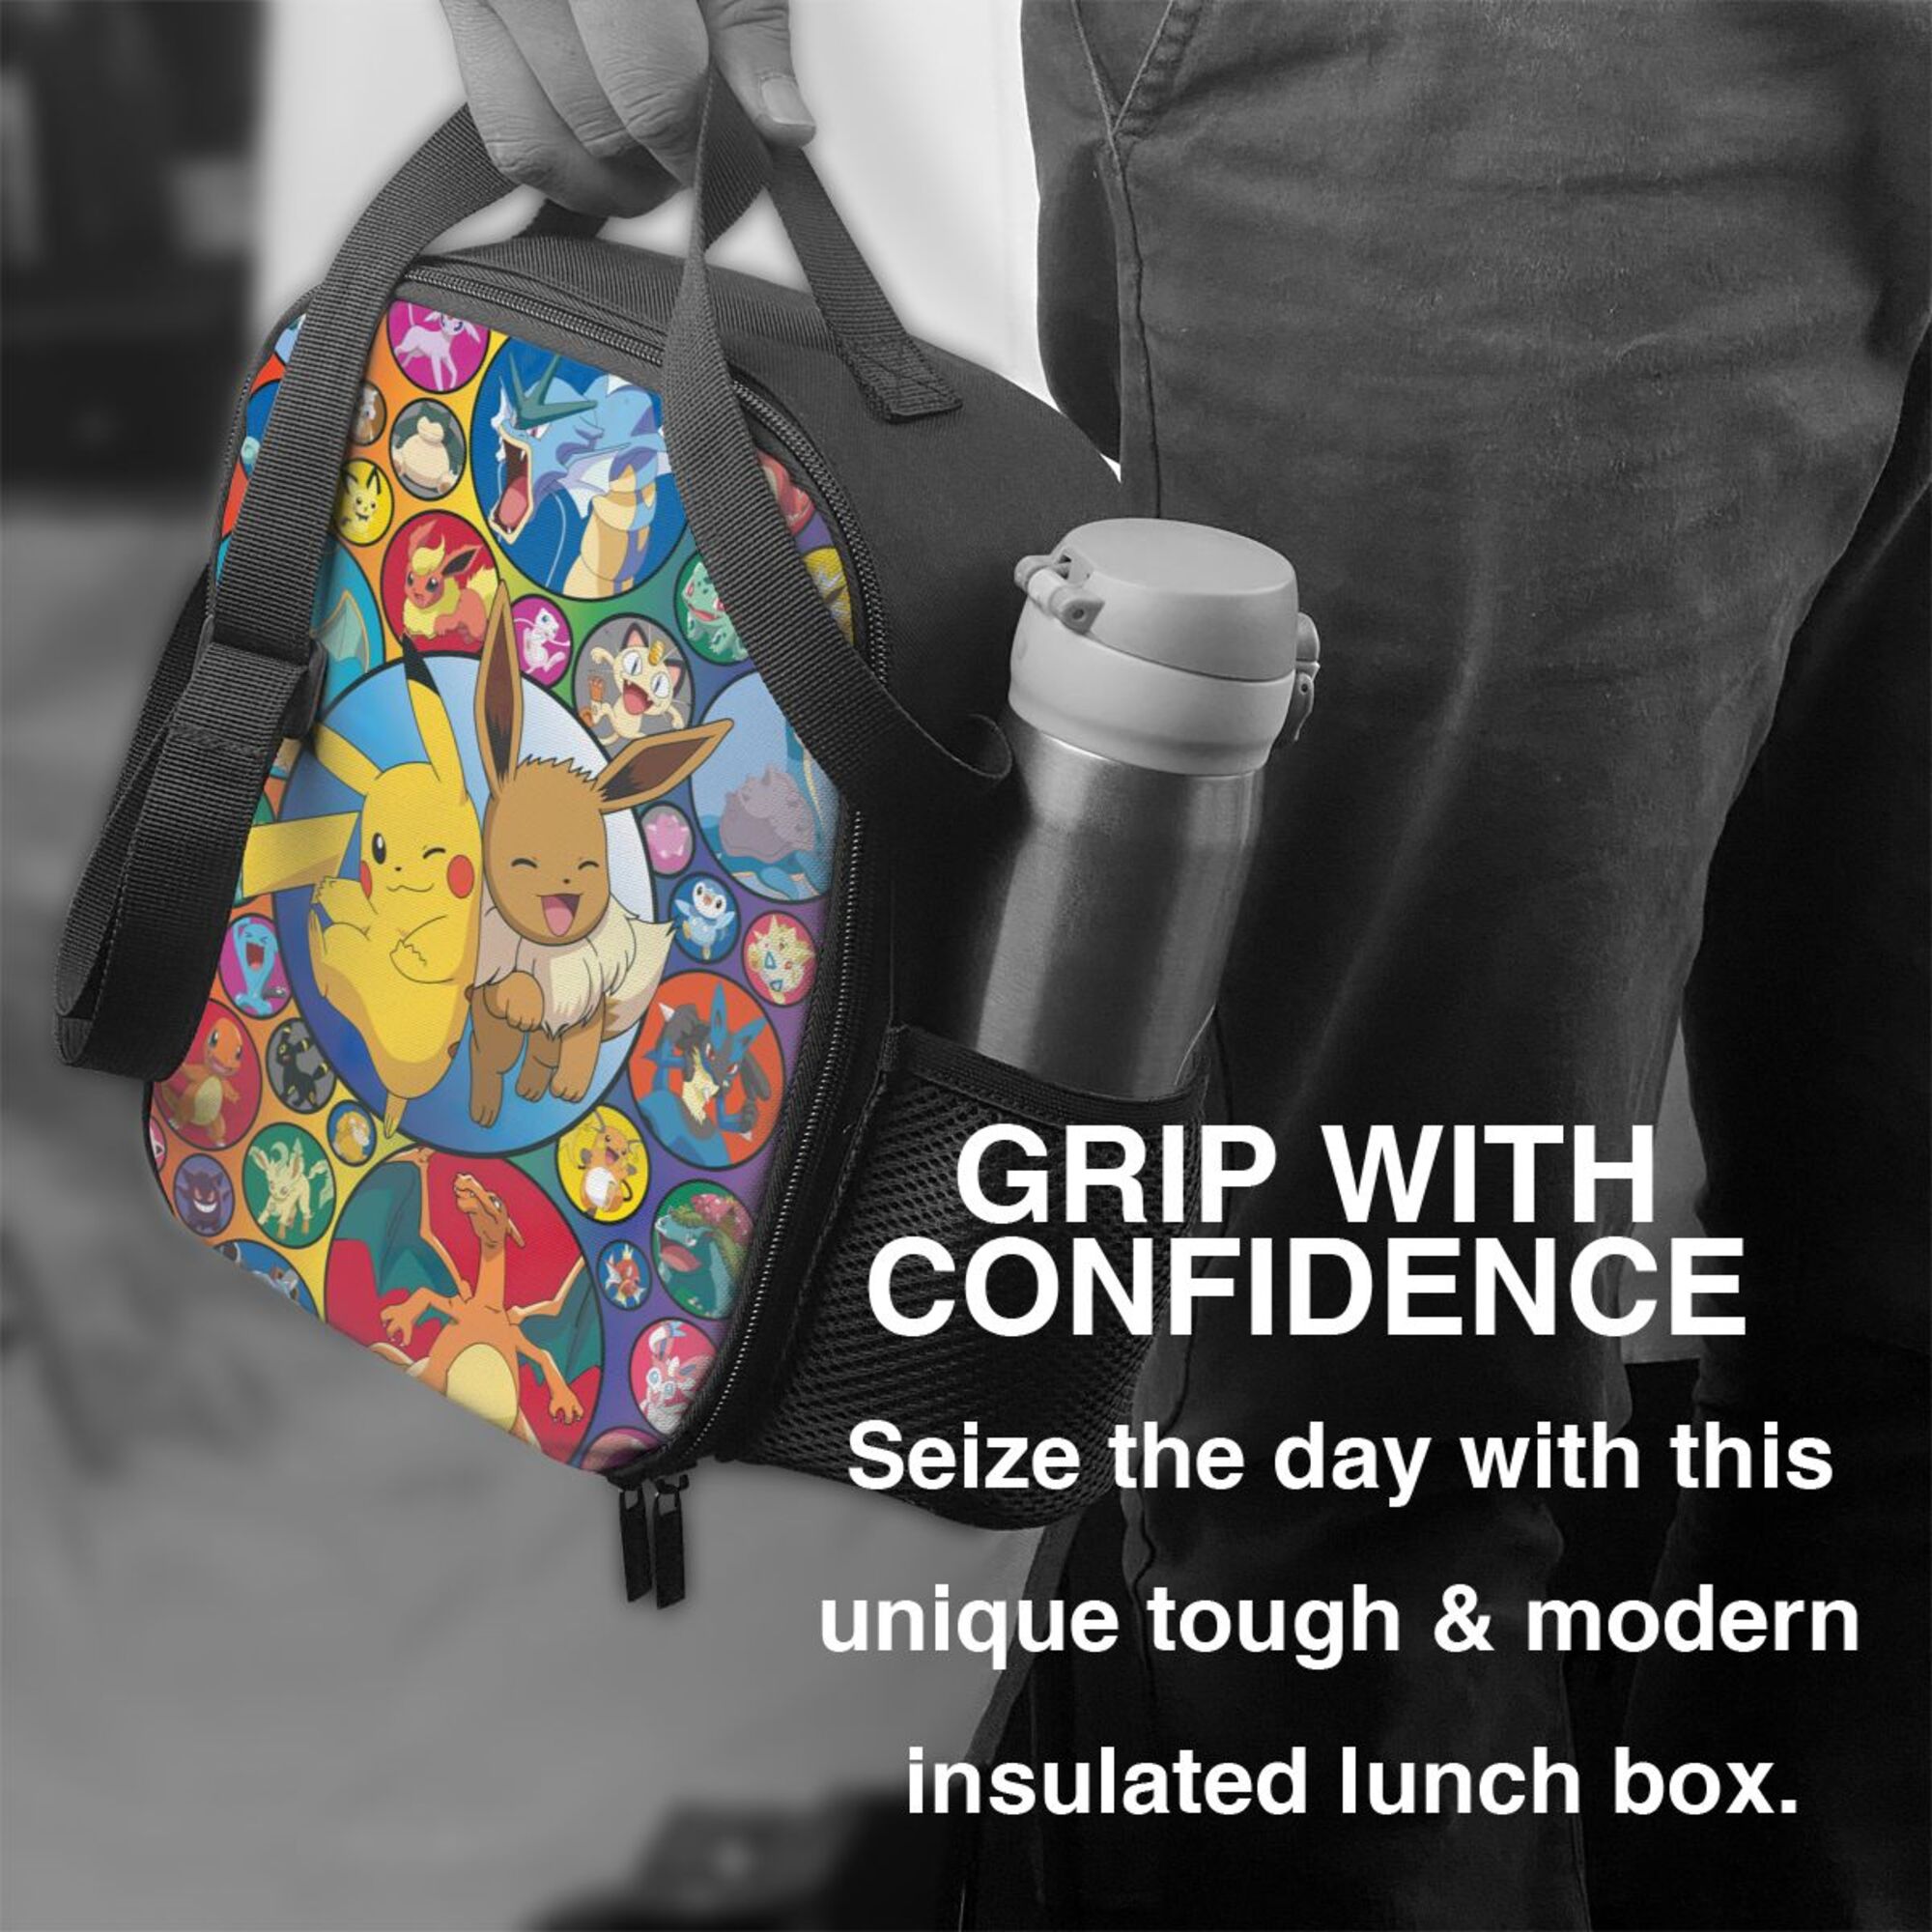 GRIP WITH
CONFIDENCE
Seize the day with this
unique tough & modern
insulated lunch box.